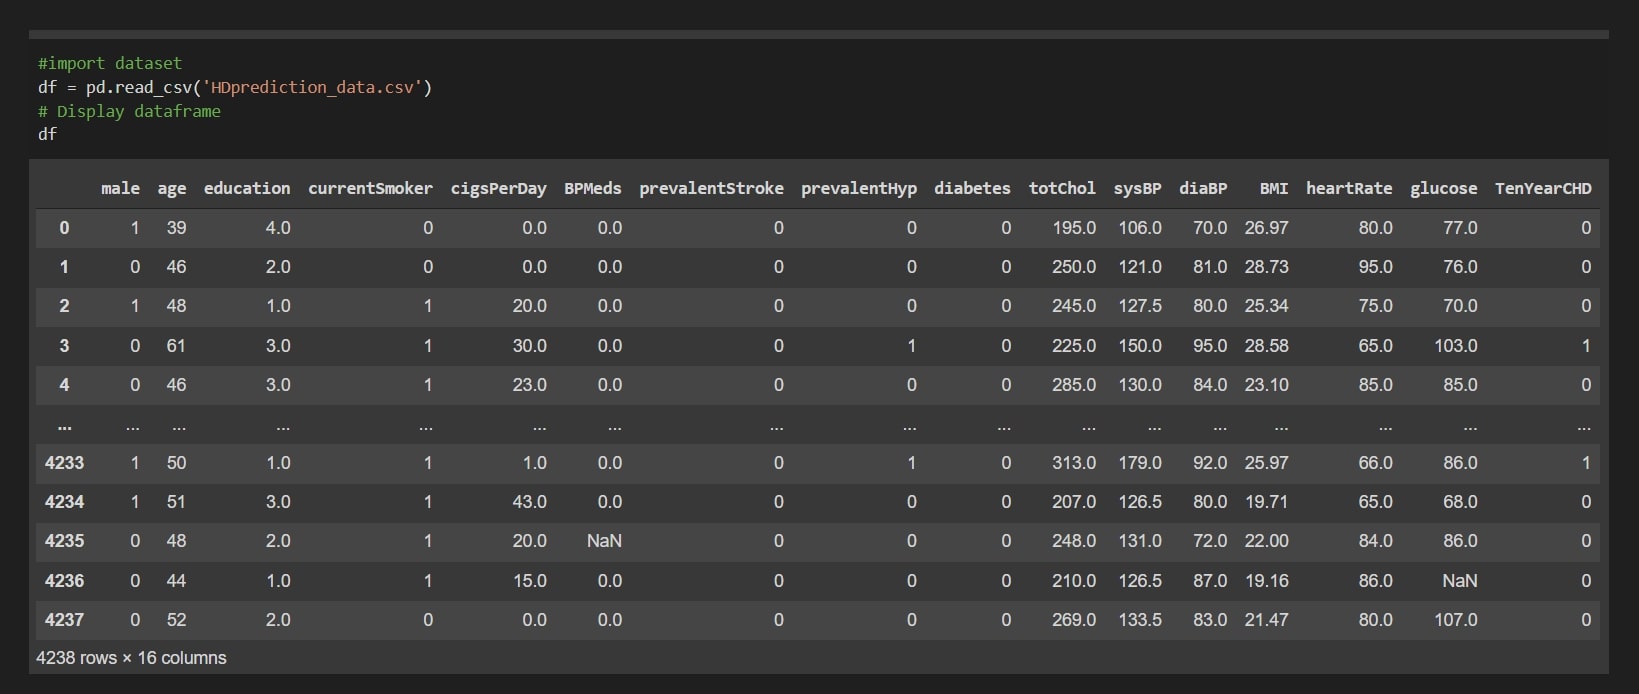 #import dataset
df = pd.read_csv('HDprediction_data.csv')
# Display dataframe
df
male age education currentSmoker cigsPerDay BPMeds prevalentStroke prevalentHyp diabetes totChol sysBP diaBP BMI heartRate glucose TenYearCHD
0 1 39 4.0 0 0.0 0.0 0 0 0 195.0 106.0 70.0 26.97 80.0 77.0 0
1 0 46 2.0 0 0.0 0.0 0 0 0 250.0 121.0 81.0 28.73 95.0 76.0 0
2 1 48 1.0 1 20.0 0.0 0 0 0 245.0 127.5 80.0 25.34 75.0 70.0 0
3 0 61 3.0 1 30.0 0.0 0 1 0 225.0 150.0 95.0 28.58 65.0 103.0 1
4 0 46 3.0 1 23.0 0.0 0 0 0 285.0 130.0 84.0 23.10 85.0 85.0 0
... ... ... ... ... ... ... ... ... ... ... ... ... ... ... ... ...
4233 1 50 1.0 1 1.0 0.0 0 1 0 313.0 179.0 92.0 25.97 66.0 86.0 1
4234 1 51 3.0 1 43.0 0.0 0 0 0 207.0 126.5 80.0 19.71 65.0 68.0 0
4235 0 48 2.0 1 20.0 NaN 0 0 0 248.0 131.0 72.0 22.00 84.0 86.0 0
4236 0 44 1.0 1 15.0 0.0 0 0 0 210.0 126.5 87.0 19.16 86.0 NaN 0
4237 0 52 2.0 0 0.0 0.0 0 0 0 269.0 133.5 83.0 21.47 80.0 107.0 0
4238 rows × 16 columns